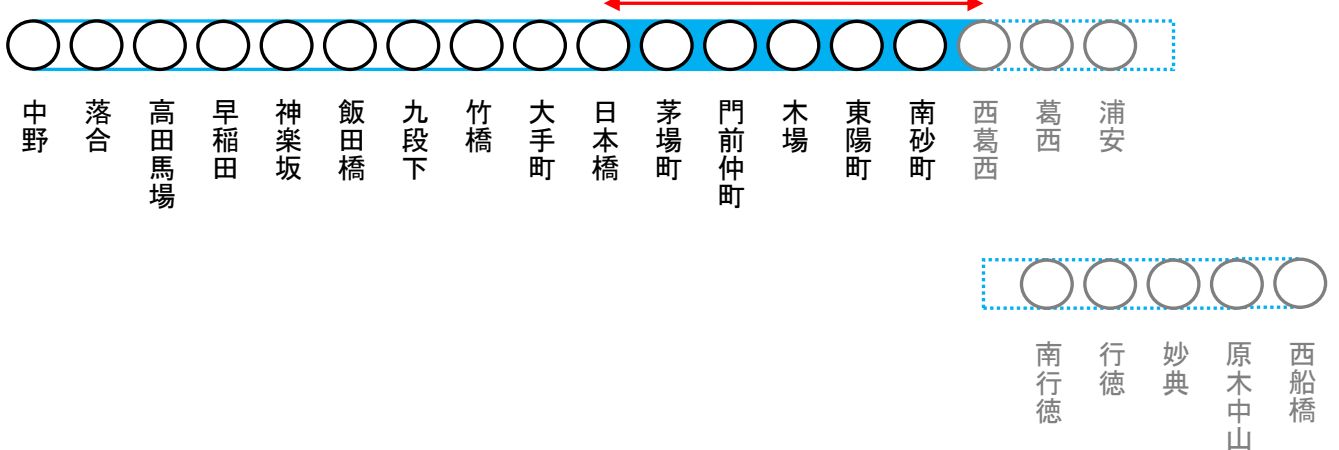 中野
落合
高田馬場
早稲田
神楽坂
飯田橋
九段下
竹橋
大手町
日本橋
茅場町
門前仲町
木場
東陽町
南砂町
西葛西
葛西
浦安
南行徳
行徳
妙典
原木中山
西船橋